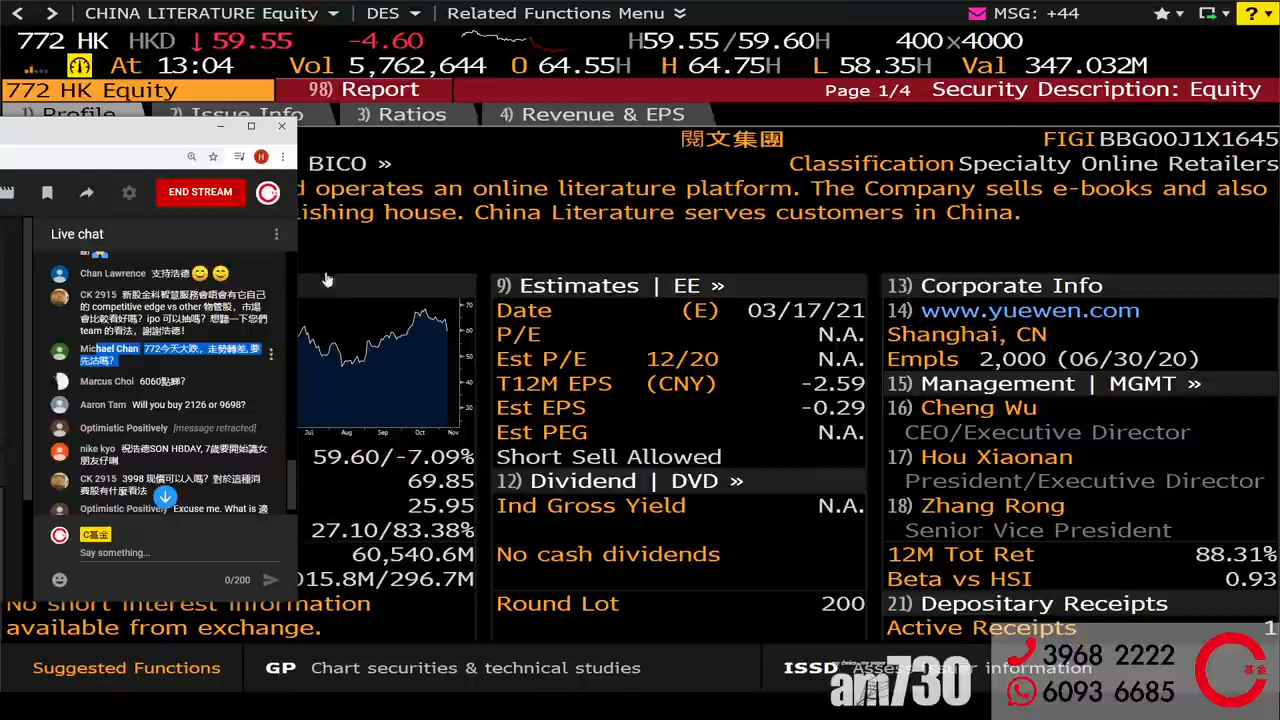 CHINA LITERATURE Equity DES Related Functions Menu MSG: +44 ?
772 HK HKD 59.55 -4.60 H59.55/59.60H 400x4000
At 13:04 Vol 5,762,644 O 64.55H H 64.75H L 58.35H Val 347.032M
772 HK Equity 98) Report Page 1/4 Security Description: Equity
1) Profile 2) Issue Info 3) Ratios 4) Revenue & EPS
閱文集團 FIGI BBG00J1X1645
BICO » Classification Specialty Online Retailers
d operates an online literature platform. The Company sells e-books and also
lishing house. China Literature serves customers in China.
END STREAM
Live chat
Chan Lawrence 支持浩德
CK 2915 新股金科智慧服務會唔會有它自己
的 competitive edge vs other 物管股，市場
會比較看好嗎？ipo 可以抽嗎？想聽一下您們
team 的看法，謝謝浩德！
Michael Chan 772今天大跌，走勢轉差,要
先沽嗎?
Marcus Choi 6060點睇？
Aaron Tam Will you buy 2126 or 9698?
Optimistic Positively [message retracted]
nike kyo 祝浩德SON HBDAY, 7歲要開始識女
朋友仔喇
CK 2915 3998 現價可以入嗎？對於這種消
費股有什麼看法
Optimistic Positively Excuse me. What is
C基金
Say something...
0/200
70
60
50
40
30
Jul Aug Sep Oct Nov
59.60/-7.09%
69.85
25.95
27.10/83.38%
60,540.6M
015.8M/296.7M
No short interest information
available from exchange.
9) Estimates | EE »
Date (E) 03/17/21
P/E N.A.
Est P/E 12/20 N.A.
T12M EPS (CNY) -2.59
Est EPS -0.29
Est PEG N.A.
Short Sell Allowed
12) Dividend | DVD »
Ind Gross Yield N.A.
No cash dividends
Round Lot 200
13) Corporate Info
14) www.yuewen.com
Shanghai, CN
Empls 2,000 (06/30/20)
15) Management | MGMT »
16) Cheng Wu
CEO/Executive Director
17) Hou Xiaonan
President/Executive Director
18) Zhang Rong
Senior Vice President
12M Tot Ret 88.31%
Beta vs HSI 0.93
21) Depositary Receipts
Active Receipts 1
Suggested Functions GP Chart securities & technical studies ISSD Assess issuer information
am730
3968 2222
6093 6685
基金